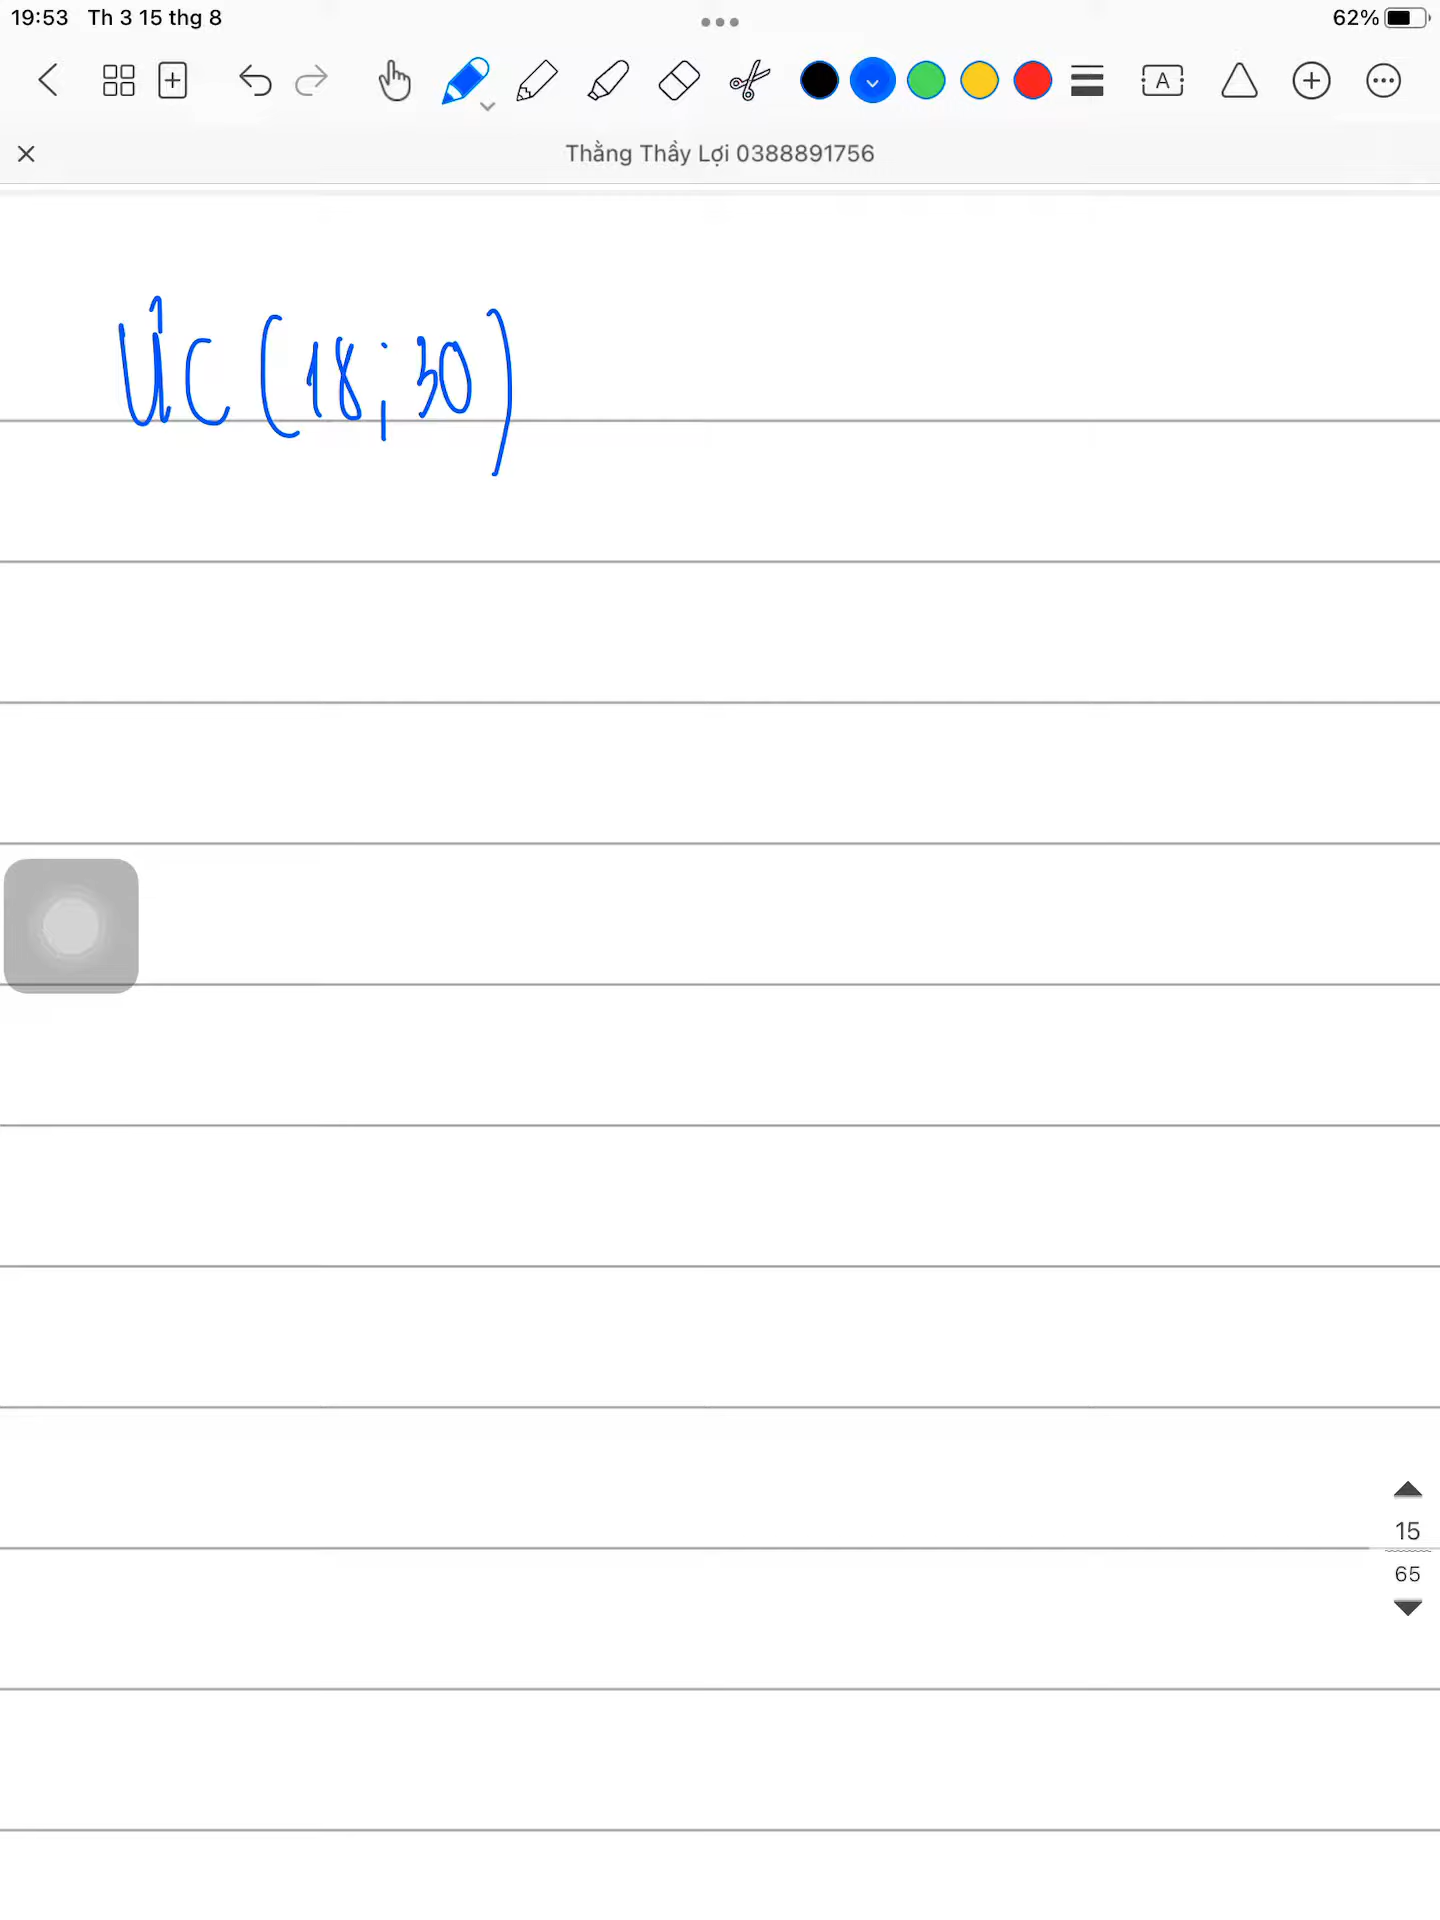 19:53 Th 3 15 thg 8 62%
A
Thằng Thầy Lợi 0388891756
ƯC (18; 30)
15
65